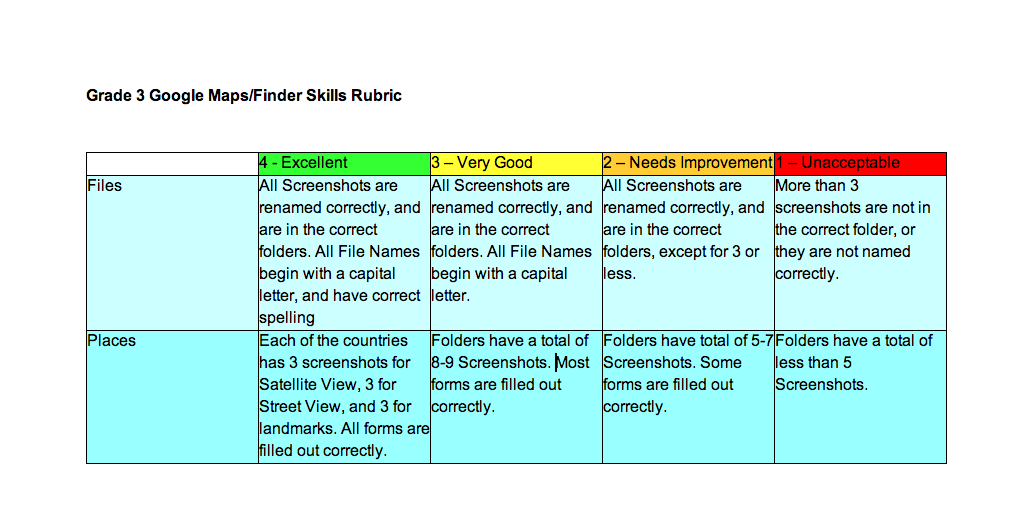 Grade 3 Google Maps/Finder Skills Rubric
4 - Excellent
3 – Very Good
2 – Needs Improvement
1 – Unacceptable
Files
All Screenshots are
renamed correctly, and
are in the correct
folders. All File Names
begin with a capital
letter, and have correct
spelling
All Screenshots are
renamed correctly, and
are in the correct
folders. All File Names
begin with a capital
letter.
All Screenshots are
renamed correctly, and
are in the correct
folders, except for 3 or
less.
More than 3
screenshots are not in
the correct folder, or
they are not named
correctly.
Places
Each of the countries
has 3 screenshots for
Satellite View, 3 for
Street View, and 3 for
landmarks. All forms are
filled out correctly.
Folders have a total of
8-9 Screenshots. Most
forms are filled out
correctly.
Folders have total of 5-7
Screenshots. Some
forms are filled out
correctly.
Folders have a total of
less than 5
Screenshots.